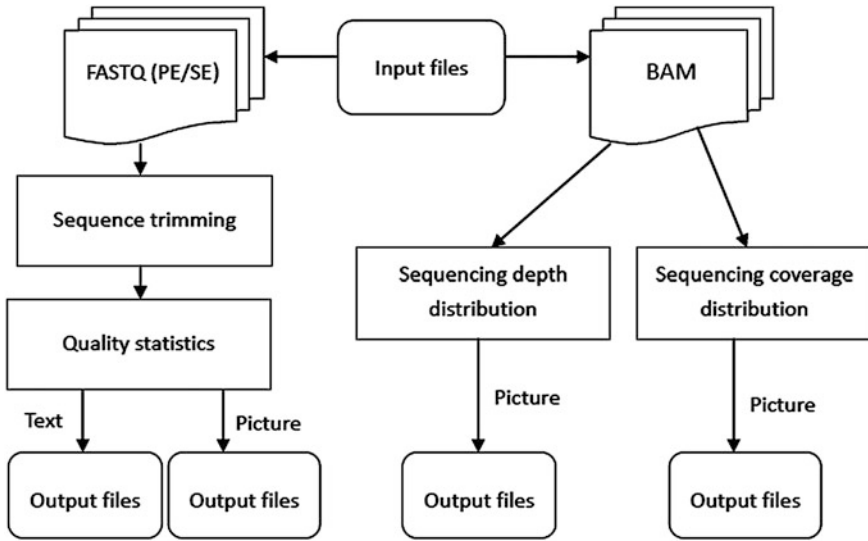 FASTQ (PE/SE)
Input files
BAM
Sequence trimming
Sequencing depth
distribution
Sequencing coverage
distribution
Quality statistics
Text
Picture
Picture
Picture
Output files
Output files
Output files
Output files